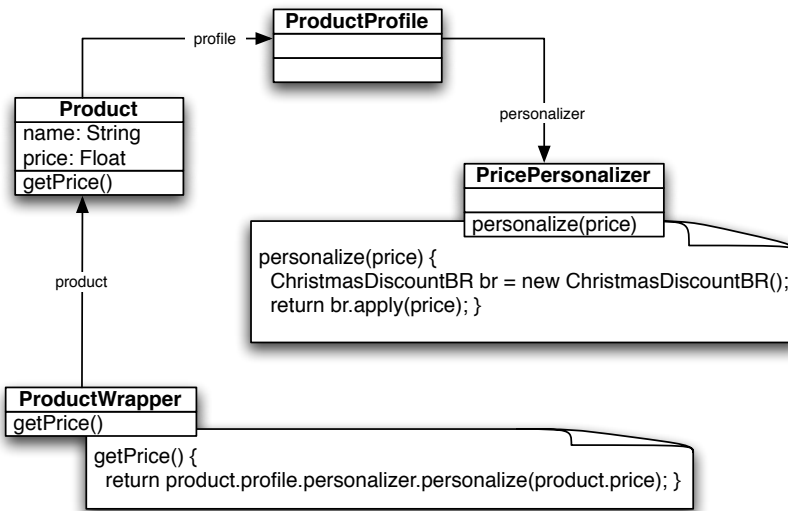 ProductProfile
profile
Product
name: String
price: Float
getPrice()
personalizer
PricePersonalizer
personalize(price)
personalize(price) {
ChristmasDiscountBR br = new ChristmasDiscountBR();
return br.apply(price); }
product
ProductWrapper
getPrice()
getPrice() {
return product.profile.personalizer.personalize(product.price); }